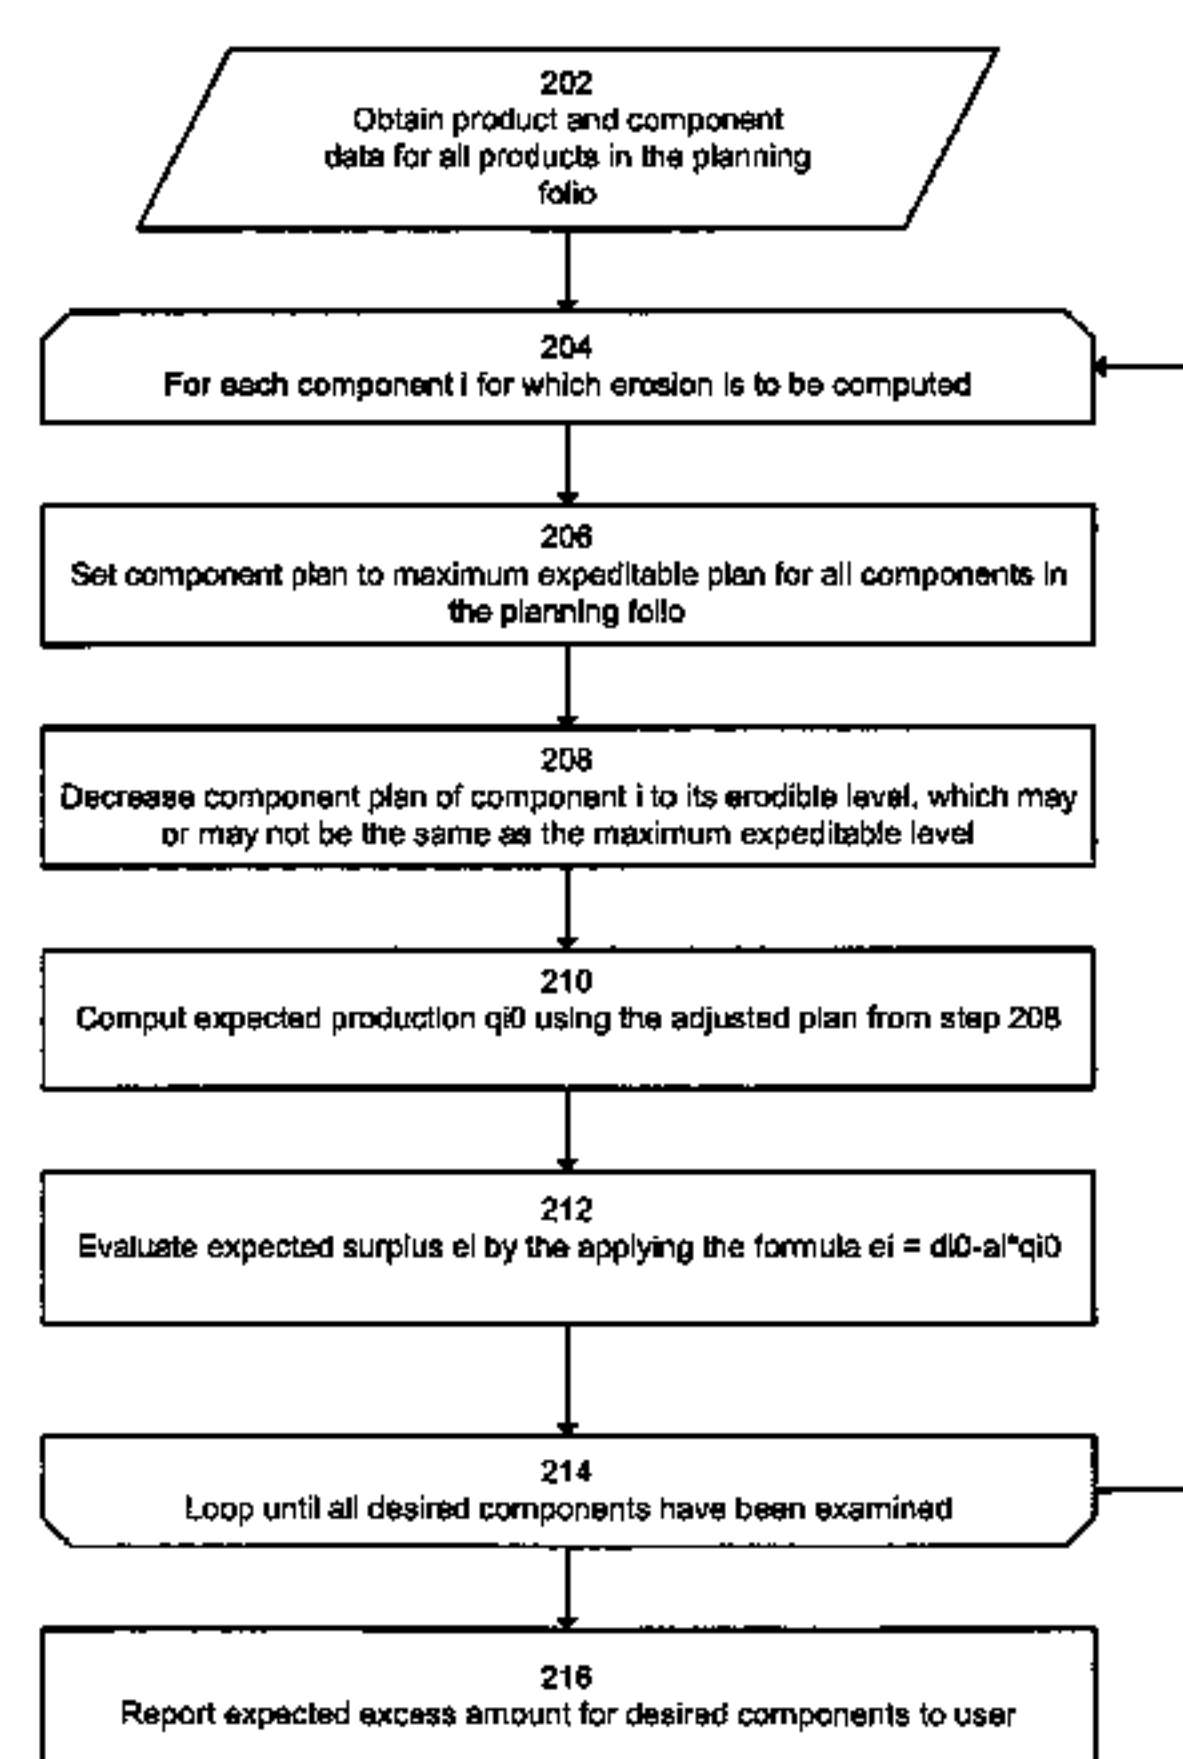 202
Obtain product and component
data for all products in the planning
folio
204
For each component i for which erosion is to be computed
206
Set component plan to maximum expeditable plan for all components in
the planning folio
208
Decrease component plan of component i to its erodible level, which may
or may not be the same as the maximum expeditable level
210
Comput expected production qi0 using the adjusted plan from step 208
212
Evaluate expected surplus ei by the applying the formula ei = di0-ai*qi0
214
Loop until all desired components have been examined
216
Report expected excess amount for desired components to user